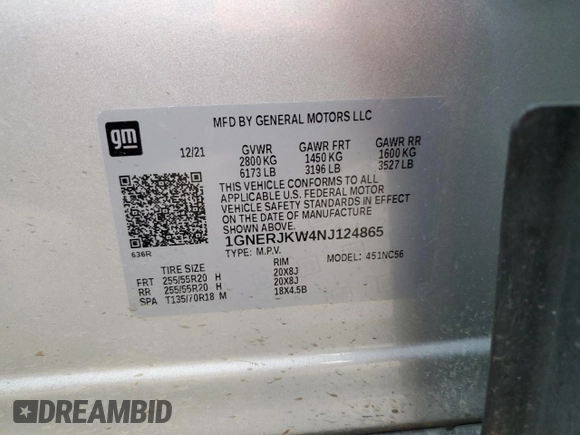 MFD BY GENERAL MOTORS LLC
gm
12/21 GVWR GAWR FRT GAWR RR
2800 KG 1450 KG 1600 KG
6173 LB 3196 LB 3527 LB
THIS VEHICLE CONFORMS TO ALL
APPLICABLE U.S. FEDERAL MOTOR
VEHICLE SAFETY STANDARDS IN EFFECT
ON THE DATE OF MANUFACTURE
SHOWN ABOVE.
1GNERJKW4NJ124865
636R TYPE: M.P.V. MODEL: 451NC56
TIRE SIZE RIM
FRT 255/55R20 H 20X8J
RR 255/55R20 H 20X8J
SPA T135/70R18 M 18X4.5B
DREAMBID